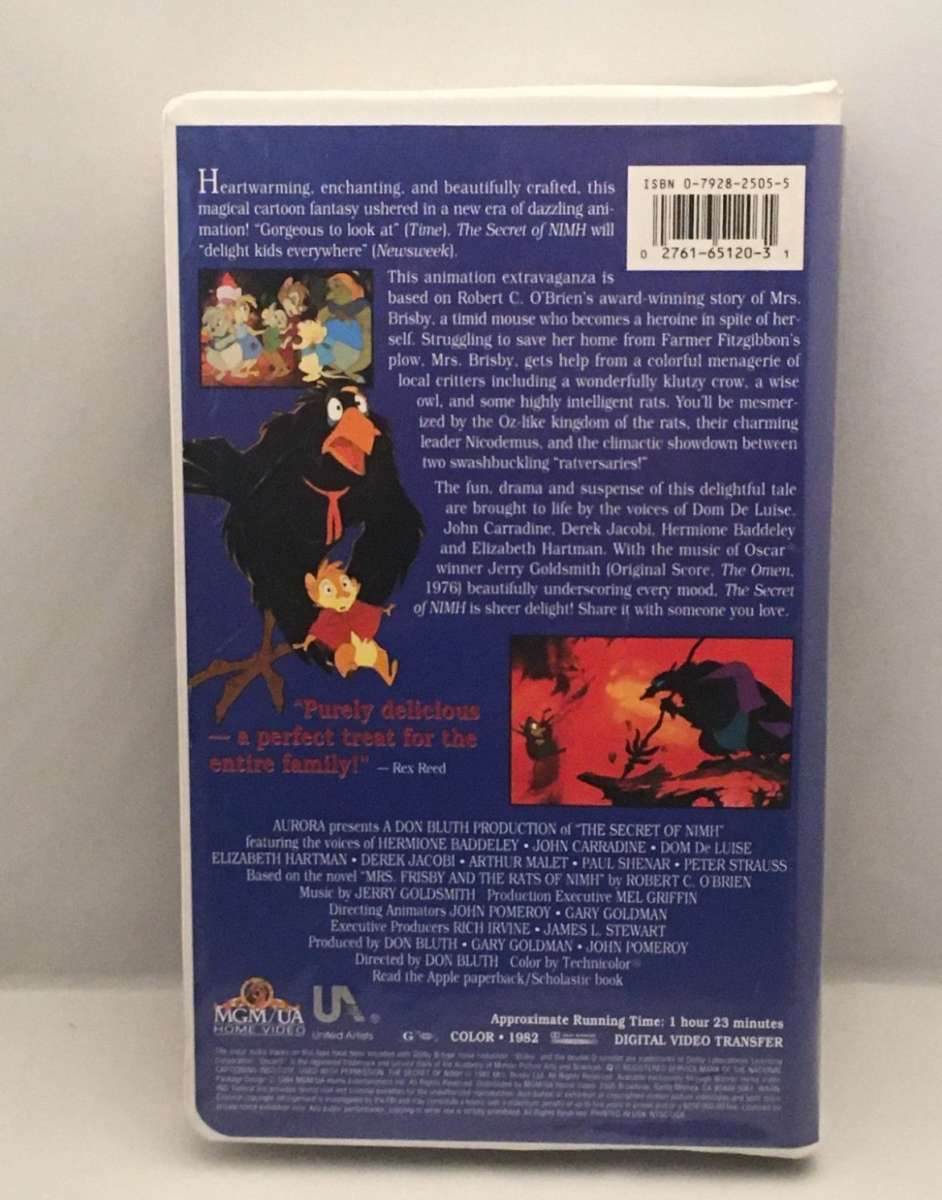 Heartwarming, enchanting, and beautifully crafted, this
magical cartoon fantasy ushered in a new era of dazzling ani-
mation! "Gorgeous to look at" (Time). The Secret of NIMH will
"delight kids everywhere" (Newsweek).
ISBN 0-7928-2505-5
0 2761-65120-3 1
This animation extravaganza is
based on Robert C. O'Brien's award-winning story of Mrs.
Brisby, a timid mouse who becomes a heroine in spite of her-
self. Struggling to save her home from Farmer Fitzgibbon's
plow, Mrs. Brisby, gets help from a colorful menagerie of
local critters including a wonderfully klutzy crow, a wise
owl, and some highly intelligent rats. You'll be mesmer-
ized by the Oz-like kingdom of the rats, their charming
leader Nicodemus, and the climactic showdown between
two swashbuckling "ratversaries!"
The fun, drama and suspense of this delightful tale
are brought to life by the voices of Dom De Luise,
John Carradine, Derek Jacobi, Hermione Baddeley
and Elizabeth Hartman. With the music of Oscar®
winner Jerry Goldsmith (Original Score, The Omen,
1976) beautifully underscoring every mood, The Secret
of NIMH is sheer delight! Share it with someone you love.
"Purely delicious
— a perfect treat for the
entire family!" — Rex Reed
AURORA presents A DON BLUTH PRODUCTION of "THE SECRET OF NIMH"
featuring the voices of HERMIONE BADDELEY • JOHN CARRADINE • DOM De LUISE
ELIZABETH HARTMAN • DEREK JACOBI • ARTHUR MALET • PAUL SHENAR • PETER STRAUSS
Based on the novel "MRS. FRISBY AND THE RATS OF NIMH" by ROBERT C. O'BRIEN
Music by JERRY GOLDSMITH Production Executive MEL GRIFFIN
Directing Animators JOHN POMEROY • GARY GOLDMAN
Executive Producers RICH IRVINE • JAMES L. STEWART
Produced by DON BLUTH • GARY GOLDMAN • JOHN POMEROY
Directed by DON BLUTH Color by Technicolor®
Read the Apple paperback/Scholastic book
MGM/UA
HOME VIDEO
UA®
United Artists
Approximate Running Time: 1 hour 23 minutes
G COLOR • 1982 DIGITAL VIDEO TRANSFER